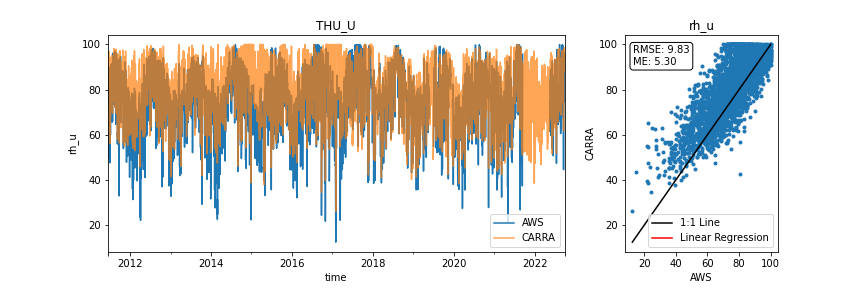 THU_U
rh_u
100
80
60
40
20
2012
2014
2016
2018
2020
2022
time
AWS
CARRA
rh_u
RMSE: 9.83
ME: 5.30
CARRA
100
80
60
40
20
20
40
60
80
100
AWS
1:1 Line
Linear Regression